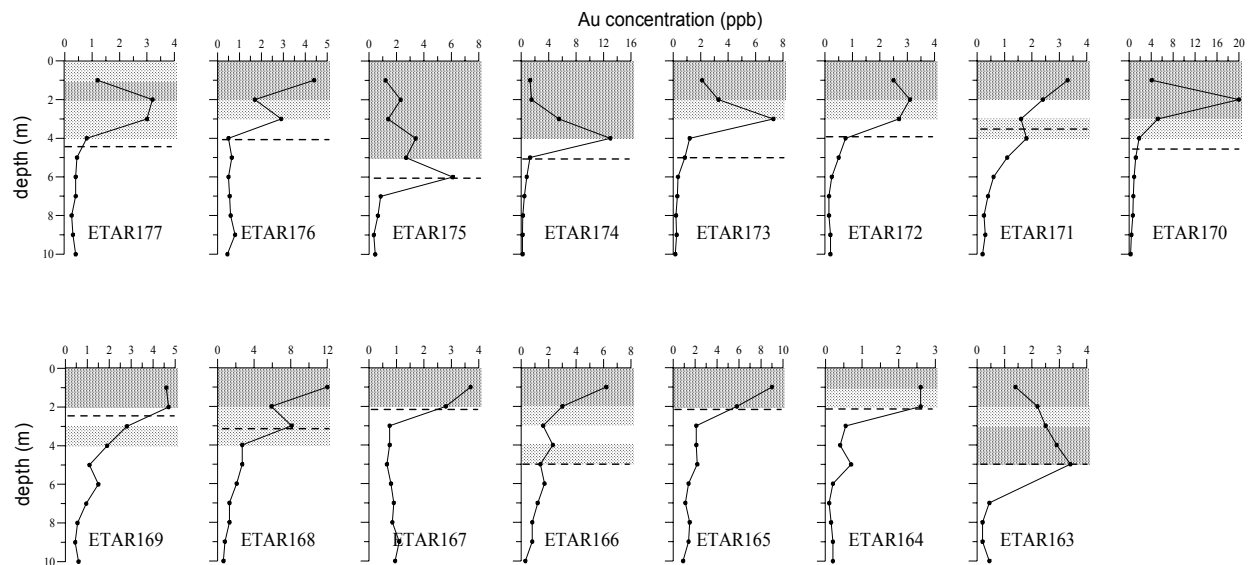 Au concentration (ppb)
0 1 2 3 4
0 1 2 3 4 5
0 2 4 6 8
0 4 8 12 16
0 2 4 6 8
0 1 2 3 4
0 1 2 3 4
0 4 8 12 16 20
depth (m)
0
2
4
6
8
10
ETAR177
ETAR176
ETAR175
ETAR174
ETAR173
ETAR172
ETAR171
ETAR170
0 1 2 3 4 5
0 4 8 12
0 1 2 3 4
0 2 4 6 8
0 2 4 6 8 10
0 1 2 3
0 1 2 3 4
depth (m)
0
2
4
6
8
10
ETAR169
ETAR168
ETAR167
ETAR166
ETAR165
ETAR164
ETAR163